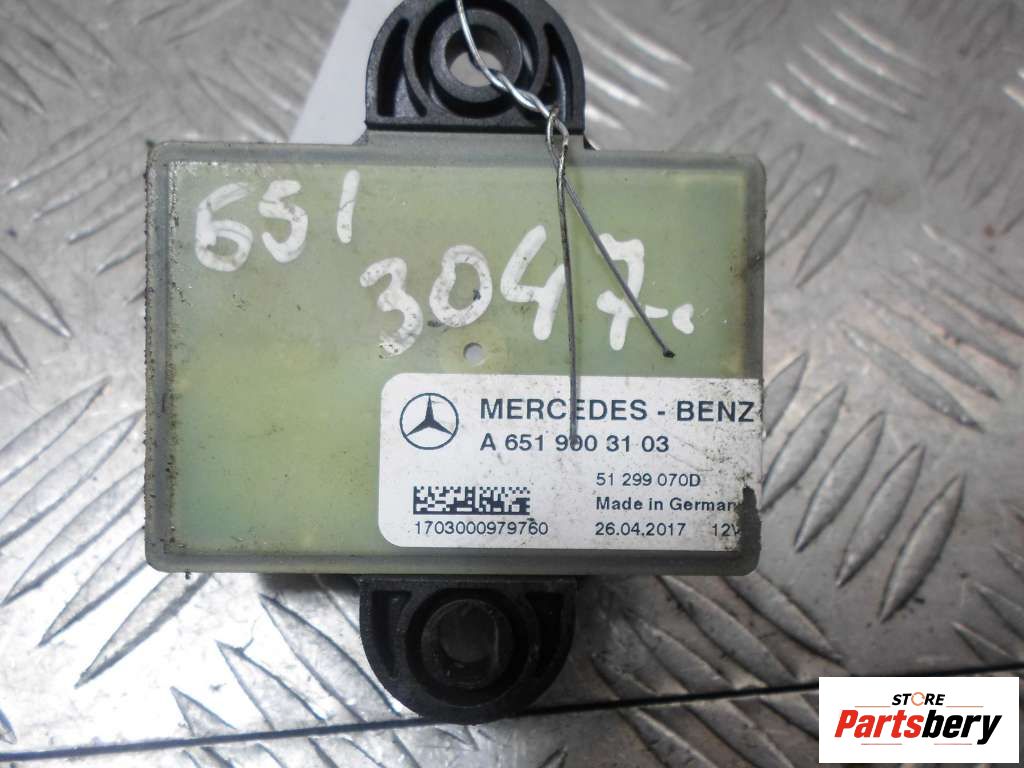 651
3047
MERCEDES - BENZ
A 651 900 31 03
51 299 070D
Made in German
1703000979760
26.04.2017 12V
STORE
Partsbery